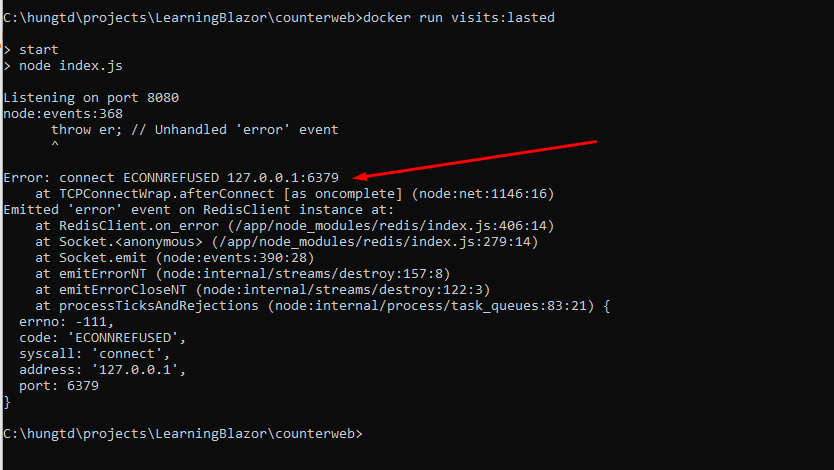 C:\hungtd\projects\LearningBlazor\counterweb>docker run visits:lasted
> start
> node index.js
Listening on port 8080
node:events:368
throw er; // Unhandled 'error' event
^
Error: connect ECONNREFUSED 127.0.0.1:6379
at TCPConnectWrap.afterConnect [as oncomplete] (node:net:1146:16)
Emitted 'error' event on RedisClient instance at:
at RedisClient.on_error (/app/node_modules/redis/index.js:406:14)
at Socket.<anonymous> (/app/node_modules/redis/index.js:279:14)
at Socket.emit (node:events:390:28)
at emitErrorNT (node:internal/streams/destroy:157:8)
at emitErrorCloseNT (node:internal/streams/destroy:122:3)
at processTicksAndRejections (node:internal/process/task_queues:83:21) {
errno: -111,
code: 'ECONNREFUSED',
syscall: 'connect',
address: '127.0.0.1',
port: 6379
}
C:\hungtd\projects\LearningBlazor\counterweb>